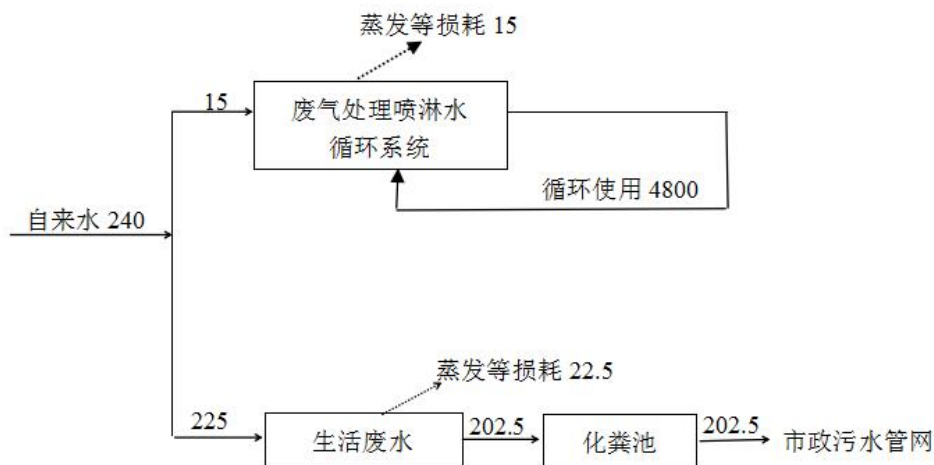 蒸发等损耗 15
15
废气处理喷淋水
循环系统
循环使用 4800
自来水 240
蒸发等损耗 22.5
225
生活废水
202.5
化粪池
202.5
市政污水管网